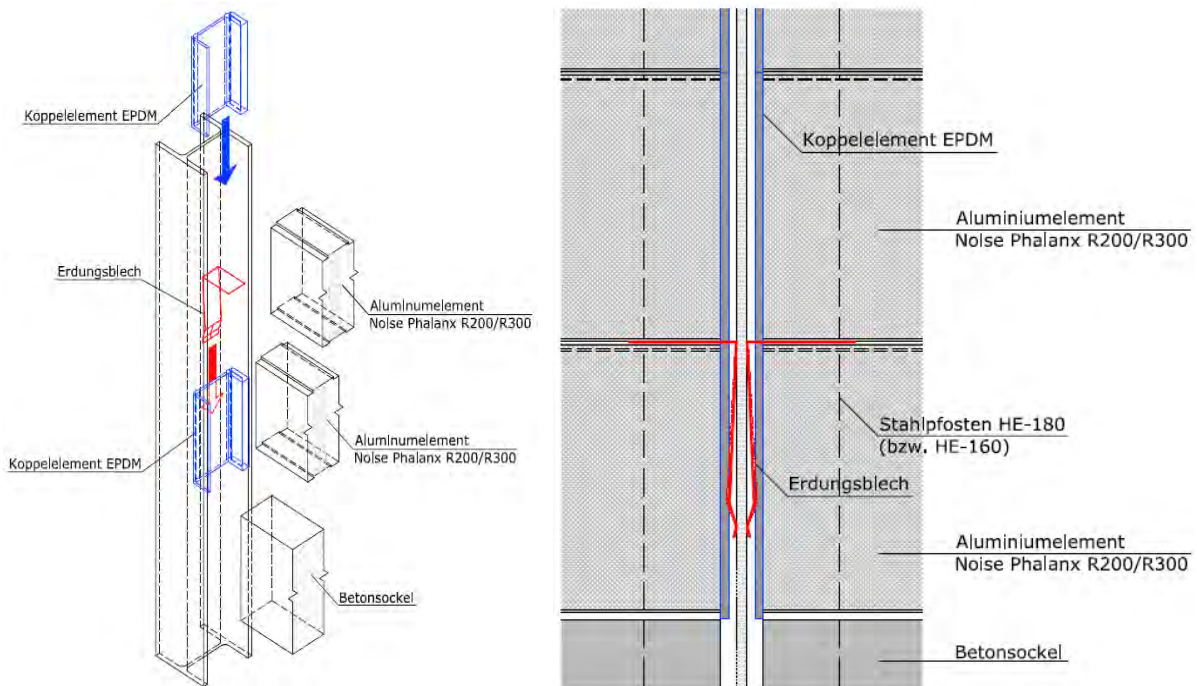 Koppelelement EPDM
Erdungsblech
Aluminumelement
Noise Phalanx R200/R300
Aluminumelement
Noise Phalanx R200/R300
Koppelelement EPDM
Betonsockel
Koppelelement EPDM
Aluminiumelement
Noise Phalanx R200/R300
Stahlpfosten HE-180
(bzw. HE-160)
Erdungsblech
Aluminiumelement
Noise Phalanx R200/R300
Betonsockel